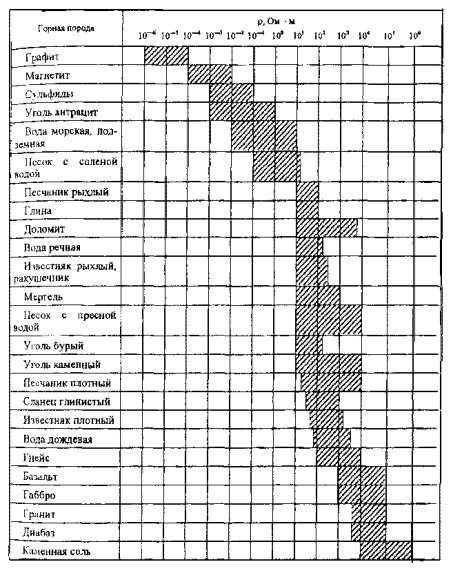 Горная порода
ρ, Ом · м
10⁻⁶ 10⁻⁵ 10⁻⁴ 10⁻³ 10⁻² 10⁻¹ 10⁰ 10¹ 10² 10³ 10⁴ 10⁵ 10⁶
Графит
Магнетит
Сульфиды
Уголь антрацит
Вода морская, под-
земная
Песок с соленой
водой
Песчаник рыхлый
Глина
Доломит
Вода речная
Известняк рыхлый,
ракушечник
Мергель
Песок с пресной
водой
Уголь бурый
Уголь каменный
Песчаник плотный
Сланец глинистый
Известняк плотный
Вода дождевая
Гнейс
Базальт
Габбро
Гранит
Диабаз
Каменная соль